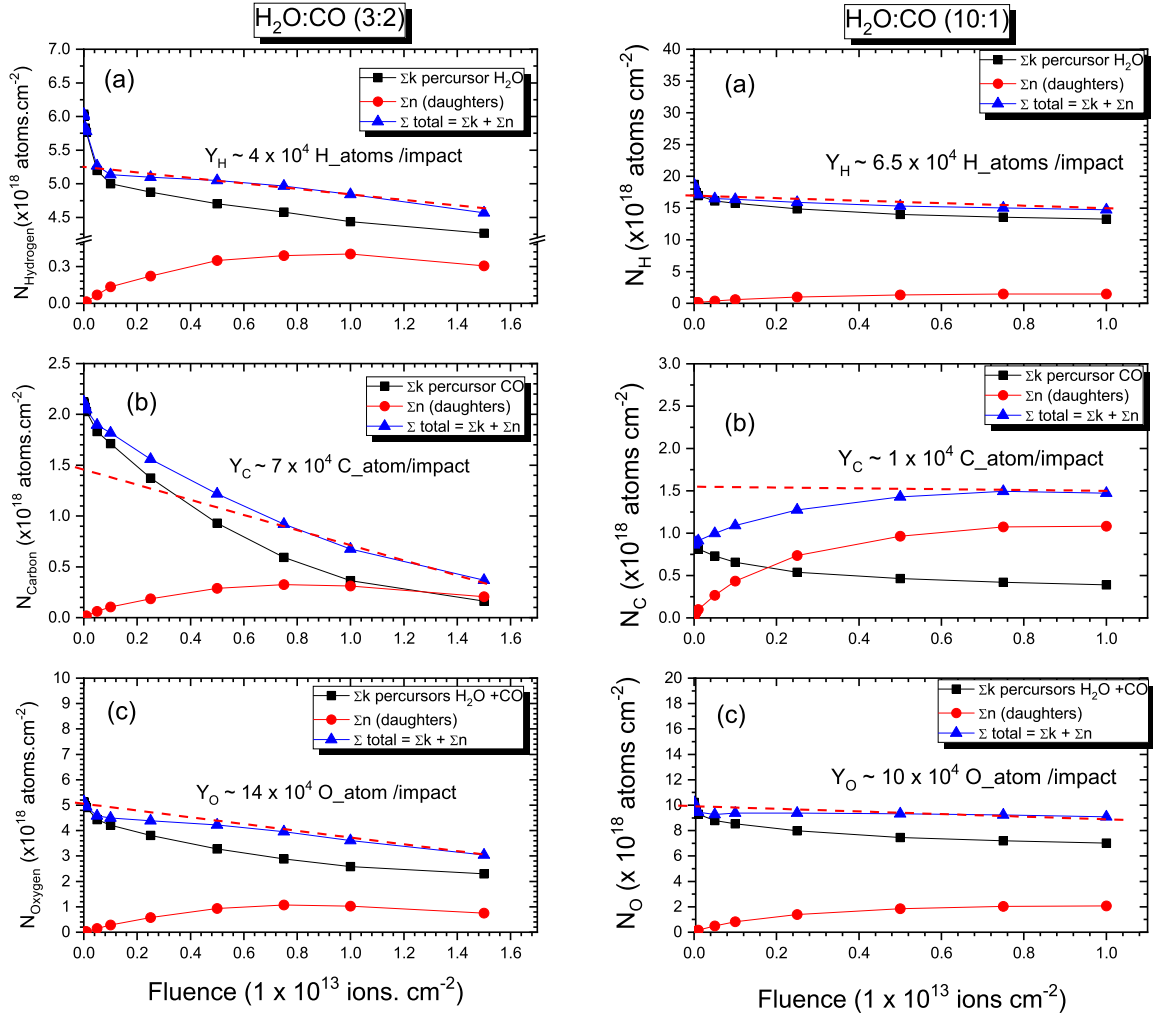 H2O:CO (3:2)
7.0
6.5
6.0
5.5
5.0
4.5
0.3
0.0
0.0 0.2 0.4 0.6 0.8 1.0 1.2 1.4 1.6
NHydrogen(x10^18 atoms.cm^-2)
(a)
Σk percursor H2O
Σn (daughters)
Σ total = Σk + Σn
YH ~ 4 x 10^4 H_atoms /impact
2.5
2.0
1.5
1.0
0.5
0.0
0.0 0.2 0.4 0.6 0.8 1.0 1.2 1.4 1.6
NCarbon (x10^18 atoms.cm^-2)
(b)
Σk percursor CO
Σn (daughters)
Σ total = Σk + Σn
YC ~ 7 x 10^4 C_atom/impact
10
9
8
7
6
5
4
3
2
1
0
0.0 0.2 0.4 0.6 0.8 1.0 1.2 1.4 1.6
NOxygen (x10^18 atoms.cm^-2)
(c)
Σk percursors H2O +CO
Σn (daughters)
Σ total = Σk + Σn
YO ~ 14 x 10^4 O_atom /impact
Fluence (1 x 10^13 ions. cm^-2)
H2O:CO (10:1)
40
35
30
25
20
15
10
5
0
0.0 0.2 0.4 0.6 0.8 1.0
NH (x10^18 atoms cm^-2)
(a)
Σk percursor H2O
Σn (daughters)
Σ total = Σk + Σn
YH ~ 6.5 x 10^4 H_atoms /impact
3.0
2.5
2.0
1.5
1.0
0.5
0.0
0.0 0.2 0.4 0.6 0.8 1.0
NC (x10^18 atoms cm^-2)
(b)
Σk percursor CO
Σn (daughters)
Σ total = Σk + Σn
YC ~ 1 x 10^4 C_atom/impact
20
18
16
14
12
10
8
6
4
2
0
0.0 0.2 0.4 0.6 0.8 1.0
NO (x 10^18 atoms cm^-2)
(c)
Σk percursors H2O +CO
Σn (daughters)
Σ total = Σk + Σn
YO ~ 10 x 10^4 O_atom /impact
Fluence (1 x 10^13 ions cm^-2)